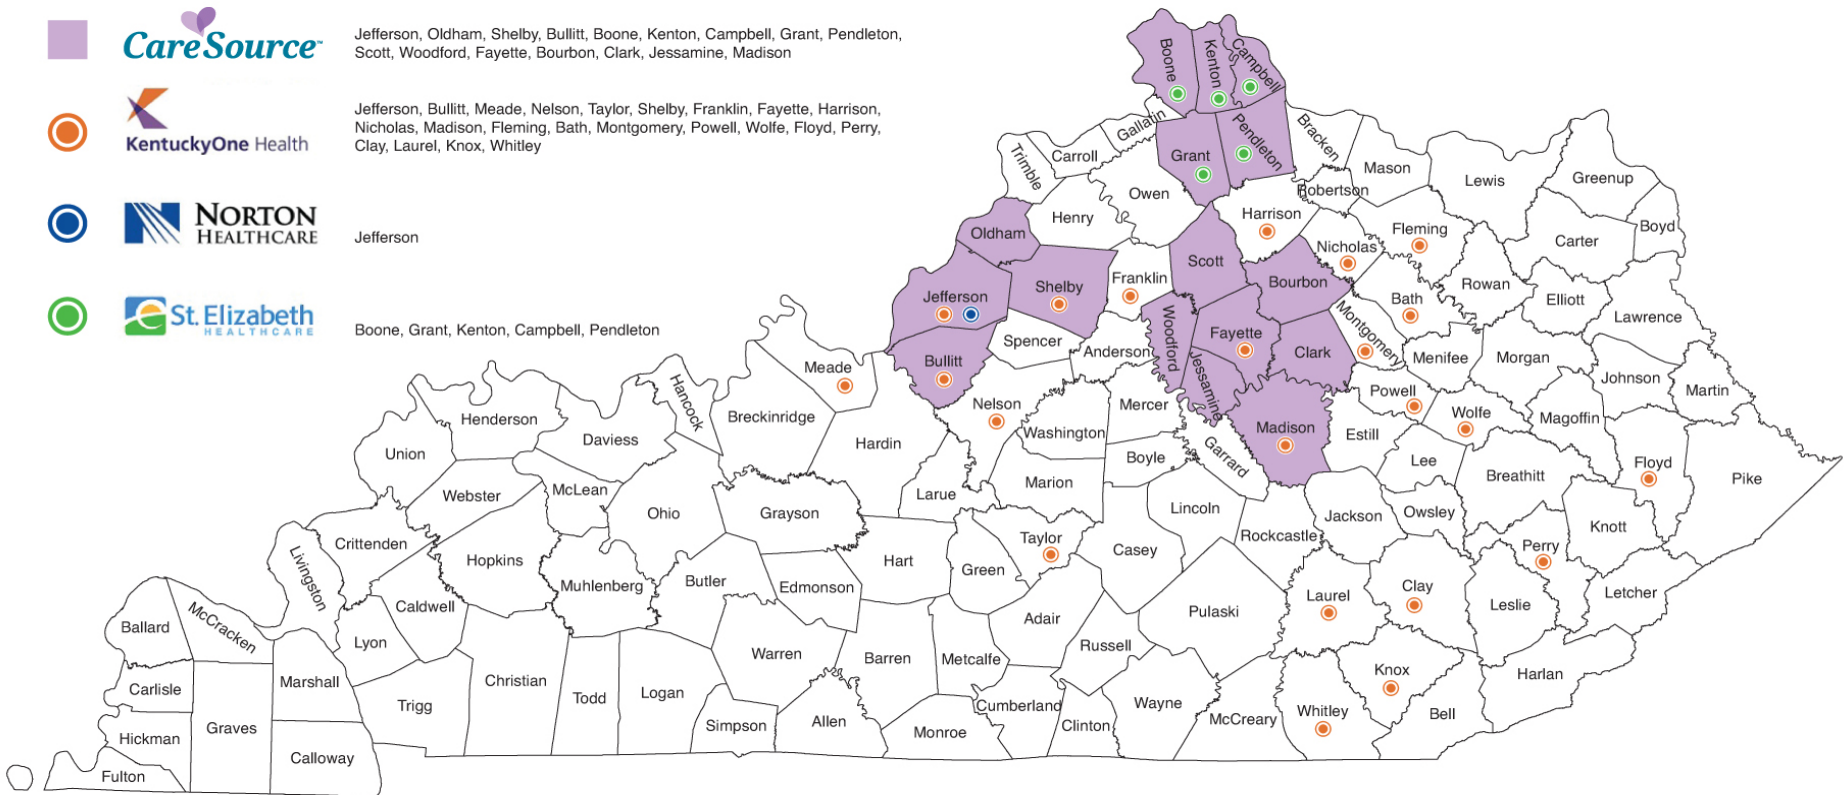 CareSource™
Jefferson, Oldham, Shelby, Bullitt, Boone, Kenton, Campbell, Grant, Pendleton,
Scott, Woodford, Fayette, Bourbon, Clark, Jessamine, Madison
KentuckyOne Health
Jefferson, Bullitt, Meade, Nelson, Taylor, Shelby, Franklin, Fayette, Harrison,
Nicholas, Madison, Fleming, Bath, Montgomery, Powell, Wolfe, Floyd, Perry,
Clay, Laurel, Knox, Whitley
NORTON
HEALTHCARE
Jefferson
St. Elizabeth
HEALTHCARE
Boone, Grant, Kenton, Campbell, Pendleton
Boone
Kenton
Campbell
Gallatin
Grant
Pendleton
Bracken
Trimble
Carroll
Owen
Mason
Robertson
Lewis
Greenup
Henry
Harrison
Oldham
Nicholas
Fleming
Carter
Boyd
Scott
Franklin
Bourbon
Rowan
Elliott
Lawrence
Jefferson
Shelby
Bath
Woodford
Fayette
Montgomery
Spencer
Anderson
Clark
Menifee
Morgan
Johnson
Martin
Bullitt
Meade
Jessamine
Powell
Hancock
Breckinridge
Nelson
Mercer
Wolfe
Magoffin
Henderson
Daviess
Hardin
Washington
Madison
Estill
Union
Boyle
Garrard
Lee
Breathitt
Floyd
Pike
Webster
McLean
Ohio
Grayson
Larue
Marion
Lincoln
Jackson
Owsley
Knott
Crittenden
Hopkins
Rockcastle
Taylor
Casey
Perry
Livingston
Muhlenberg
Butler
Edmonson
Hart
Green
Laurel
Clay
Leslie
Letcher
Caldwell
Ballard
McCracken
Lyon
Adair
Pulaski
Warren
Barren
Metcalfe
Russell
Knox
Harlan
Carlisle
Marshall
Trigg
Christian
Todd
Logan
Simpson
Allen
Monroe
Cumberland
Clinton
Wayne
McCreary
Whitley
Bell
Hickman
Graves
Calloway
Fulton